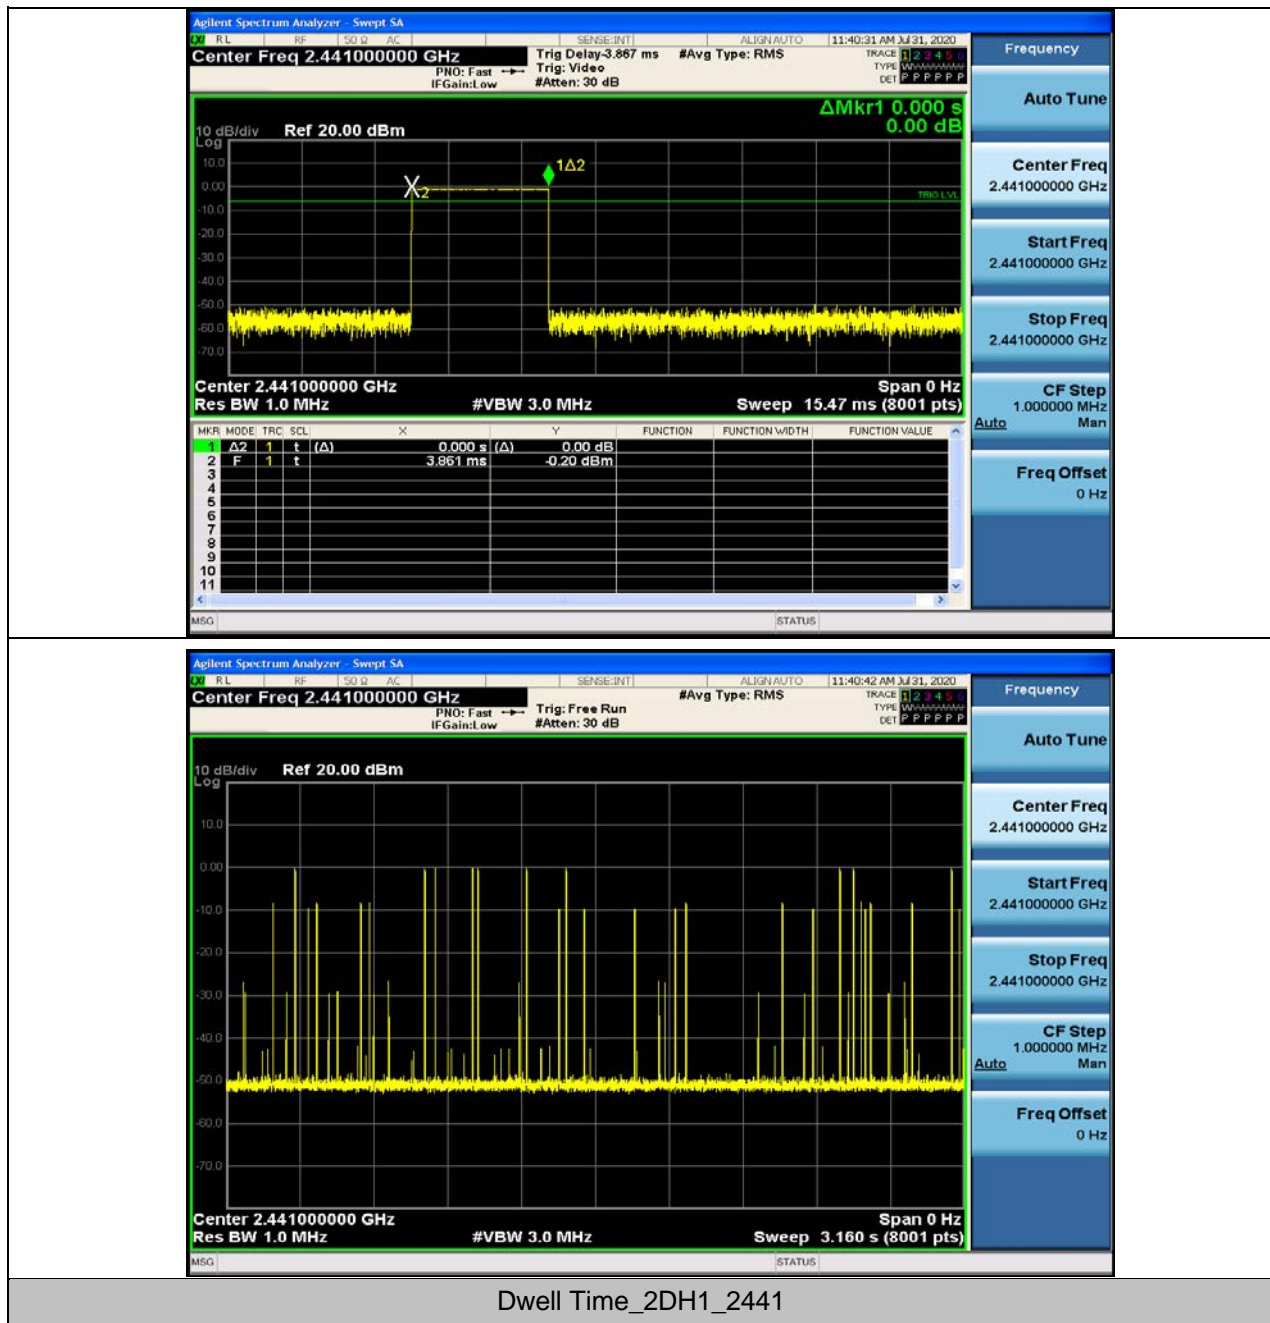 Agilent Spectrum Analyzer - Swept SA
LXI RL RF 50 Ω AC SENSE:INT ALIGN AUTO 11:40:31 AM Jul 31, 2020
Center Freq 2.441000000 GHz
PNO: Fast
IFGain:Low
Trig Delay-3.867 ms
Trig: Video
#Atten: 30 dB
#Avg Type: RMS
TRACE 1 2 3 4 5 6
TYPE
DET P P P P P P
ΔMkr1 0.000 s
0.00 dB
10 dB/div Ref 20.00 dBm
Log
10.0
0.00
-10.0
-20.0
-30.0
-40.0
-50.0
-60.0
-70.0
2
1Δ2
TRIG LVL
Center 2.441000000 GHz Span 0 Hz
Res BW 1.0 MHz #VBW 3.0 MHz Sweep 15.47 ms (8001 pts)
MKR MODE TRC SCL X Y FUNCTION FUNCTION WIDTH FUNCTION VALUE
1 Δ2 1 t (Δ) 0.000 s (Δ) 0.00 dB
2 F 1 t 3.861 ms -0.20 dBm
3
4
5
6
7
8
9
10
11
MSG STATUS
Frequency
Auto Tune
Center Freq
2.441000000 GHz
Start Freq
2.441000000 GHz
Stop Freq
2.441000000 GHz
CF Step
1.000000 MHz
Auto Man
Freq Offset
0 Hz
Agilent Spectrum Analyzer - Swept SA
LXI RL RF 50 Ω AC SENSE:INT ALIGN AUTO 11:40:42 AM Jul 31, 2020
Center Freq 2.441000000 GHz
PNO: Fast
IFGain:Low
Trig: Free Run
#Atten: 30 dB
#Avg Type: RMS
TRACE 1 2 3 4 5 6
TYPE
DET P P P P P P
10 dB/div Ref 20.00 dBm
Log
10.0
0.00
-10.0
-20.0
-30.0
-40.0
-50.0
-60.0
-70.0
Center 2.441000000 GHz Span 0 Hz
Res BW 1.0 MHz #VBW 3.0 MHz Sweep 3.160 s (8001 pts)
MSG STATUS
Frequency
Auto Tune
Center Freq
2.441000000 GHz
Start Freq
2.441000000 GHz
Stop Freq
2.441000000 GHz
CF Step
1.000000 MHz
Auto Man
Freq Offset
0 Hz
Dwell Time_2DH1_2441